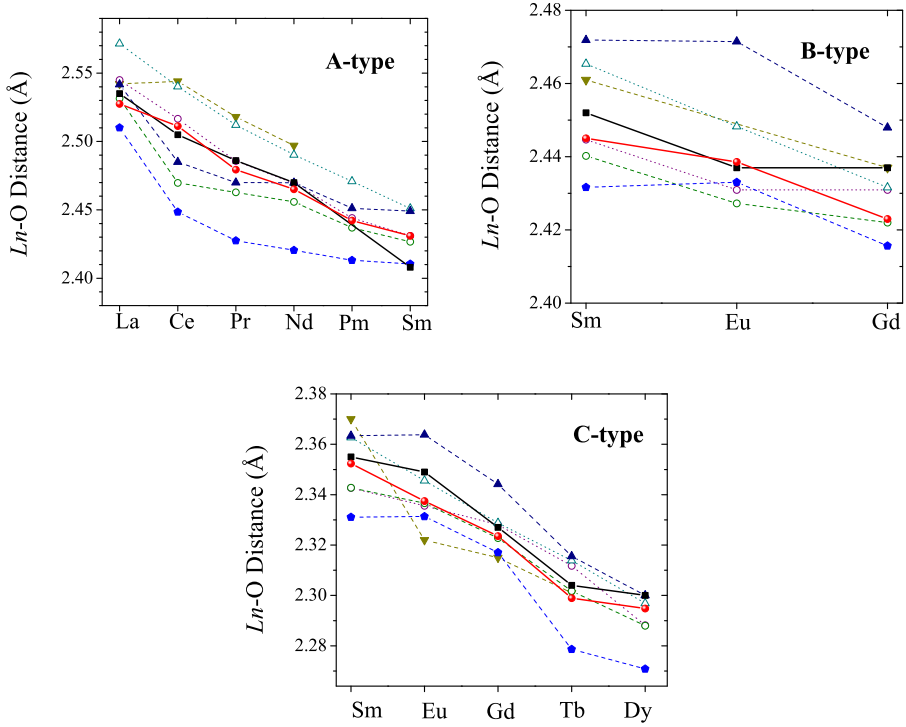 A-type
Ln-O Distance (Å)
2.55
2.50
2.45
2.40
La Ce Pr Nd Pm Sm
B-type
Ln-O Distance (Å)
2.48
2.46
2.44
2.42
2.40
Sm Eu Gd
C-type
Ln-O Distance (Å)
2.38
2.36
2.34
2.32
2.30
2.28
Sm Eu Gd Tb Dy